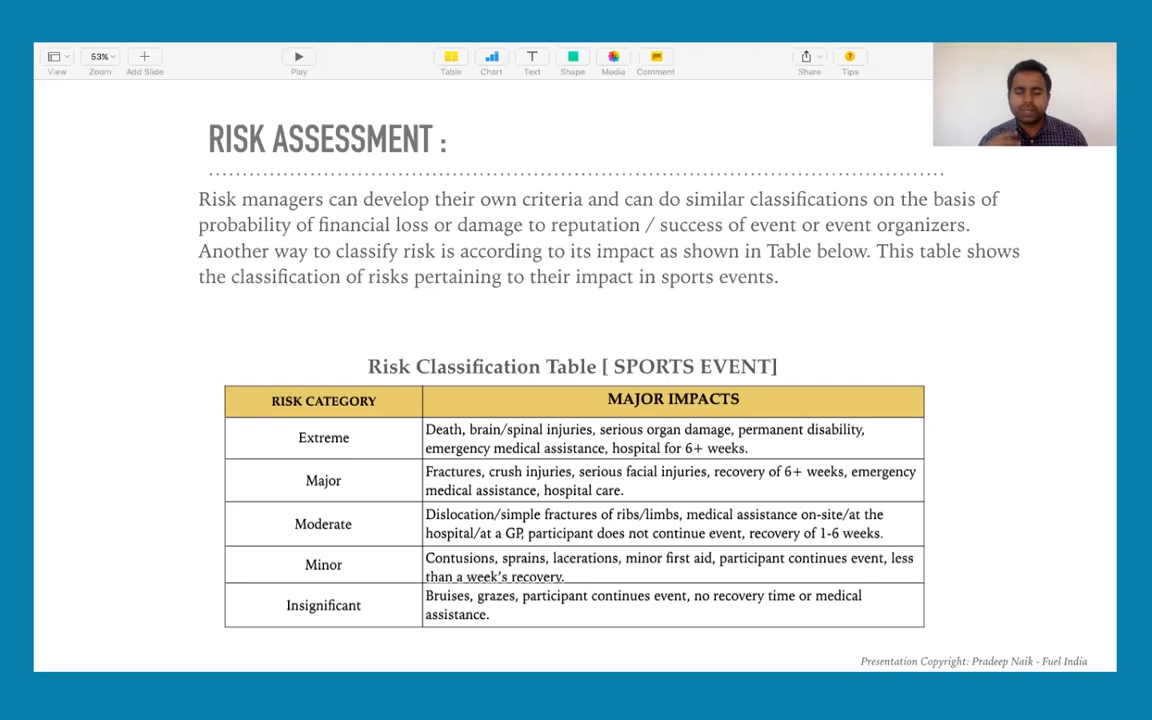 53%
View
Zoom
Add Slide
Play
Table
Chart
Text
Shape
Media
Comment
Share
Tips
RISK ASSESSMENT :
Risk managers can develop their own criteria and can do similar classifications on the basis of
probability of financial loss or damage to reputation / success of event or event organizers.
Another way to classify risk is according to its impact as shown in Table below. This table shows
the classification of risks pertaining to their impact in sports events.
Risk Classification Table [ SPORTS EVENT]
RISK CATEGORY
MAJOR IMPACTS
Extreme
Death, brain/spinal injuries, serious organ damage, permanent disability,
emergency medical assistance, hospital for 6+ weeks.
Major
Fractures, crush injuries, serious facial injuries, recovery of 6+ weeks, emergency
medical assistance, hospital care.
Moderate
Dislocation/simple fractures of ribs/limbs, medical assistance on-site/at the
hospital/at a GP, participant does not continue event, recovery of 1-6 weeks.
Minor
Contusions, sprains, lacerations, minor first aid, participant continues event, less
than a week's recovery.
Insignificant
Bruises, grazes, participant continues event, no recovery time or medical
assistance.
Presentation Copyright: Pradeep Naik - Fuel India